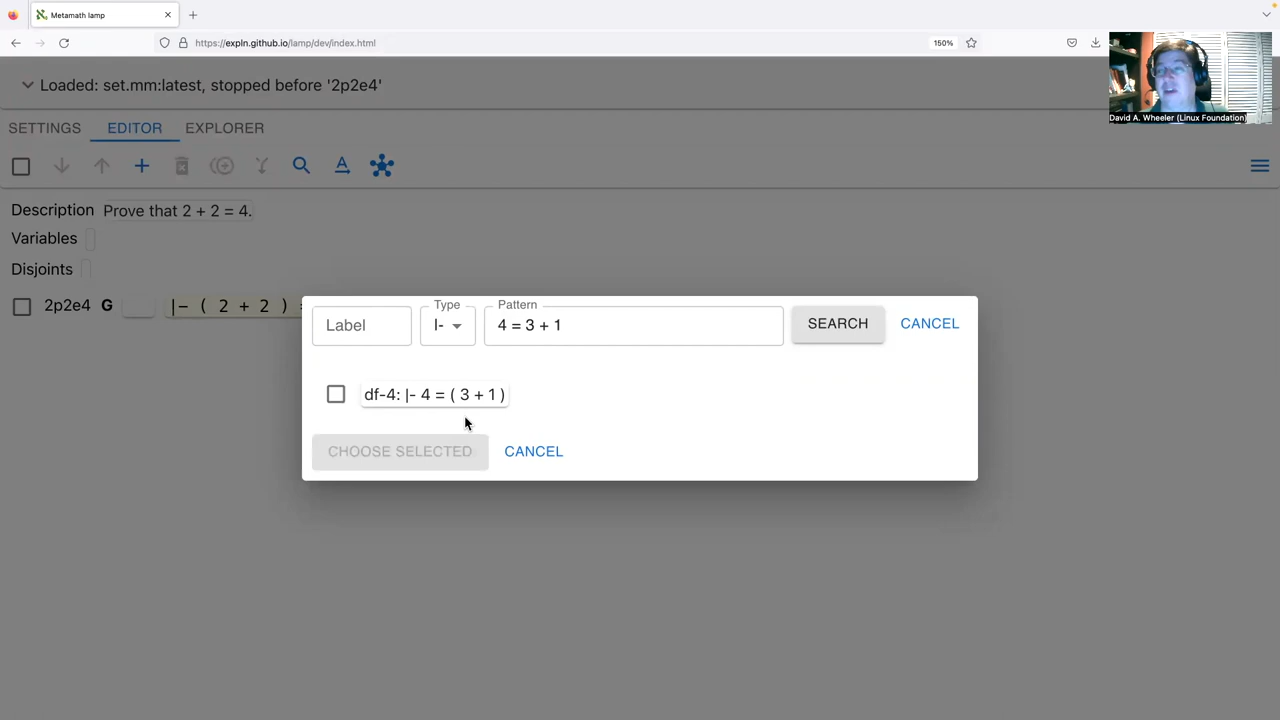 Metamath lamp
https://expln.github.io/lamp/dev/index.html
150%
Loaded: set.mm:latest, stopped before '2p2e4'
David A. Wheeler (Linux Foundation)
SETTINGS EDITOR EXPLORER
Description Prove that 2 + 2 = 4.
Variables
Disjoints
2p2e4 G |- ( 2 + 2 ) =
Label
Type
|-
Pattern
4 = 3 + 1
SEARCH
CANCEL
df-4: |- 4 = ( 3 + 1 )
CHOOSE SELECTED
CANCEL